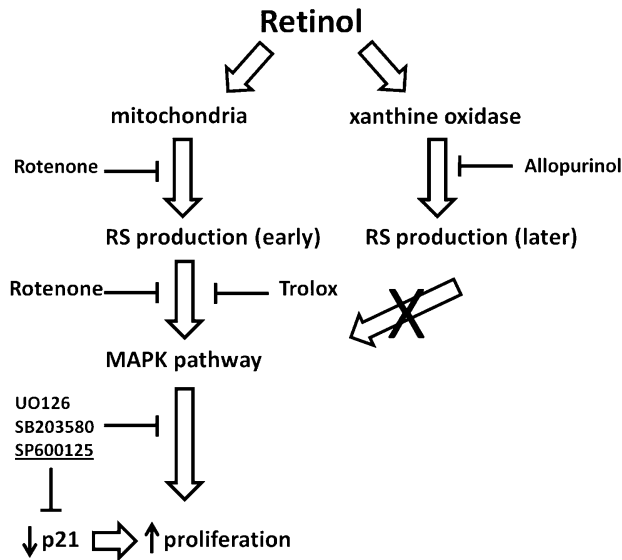 Retinol
mitochondria xanthine oxidase
Rotenone Allopurinol
RS production (early) RS production (later)
Rotenone Trolox
MAPK pathway
UO126
SB203580
SP600125
↓ p21 ↑ proliferation